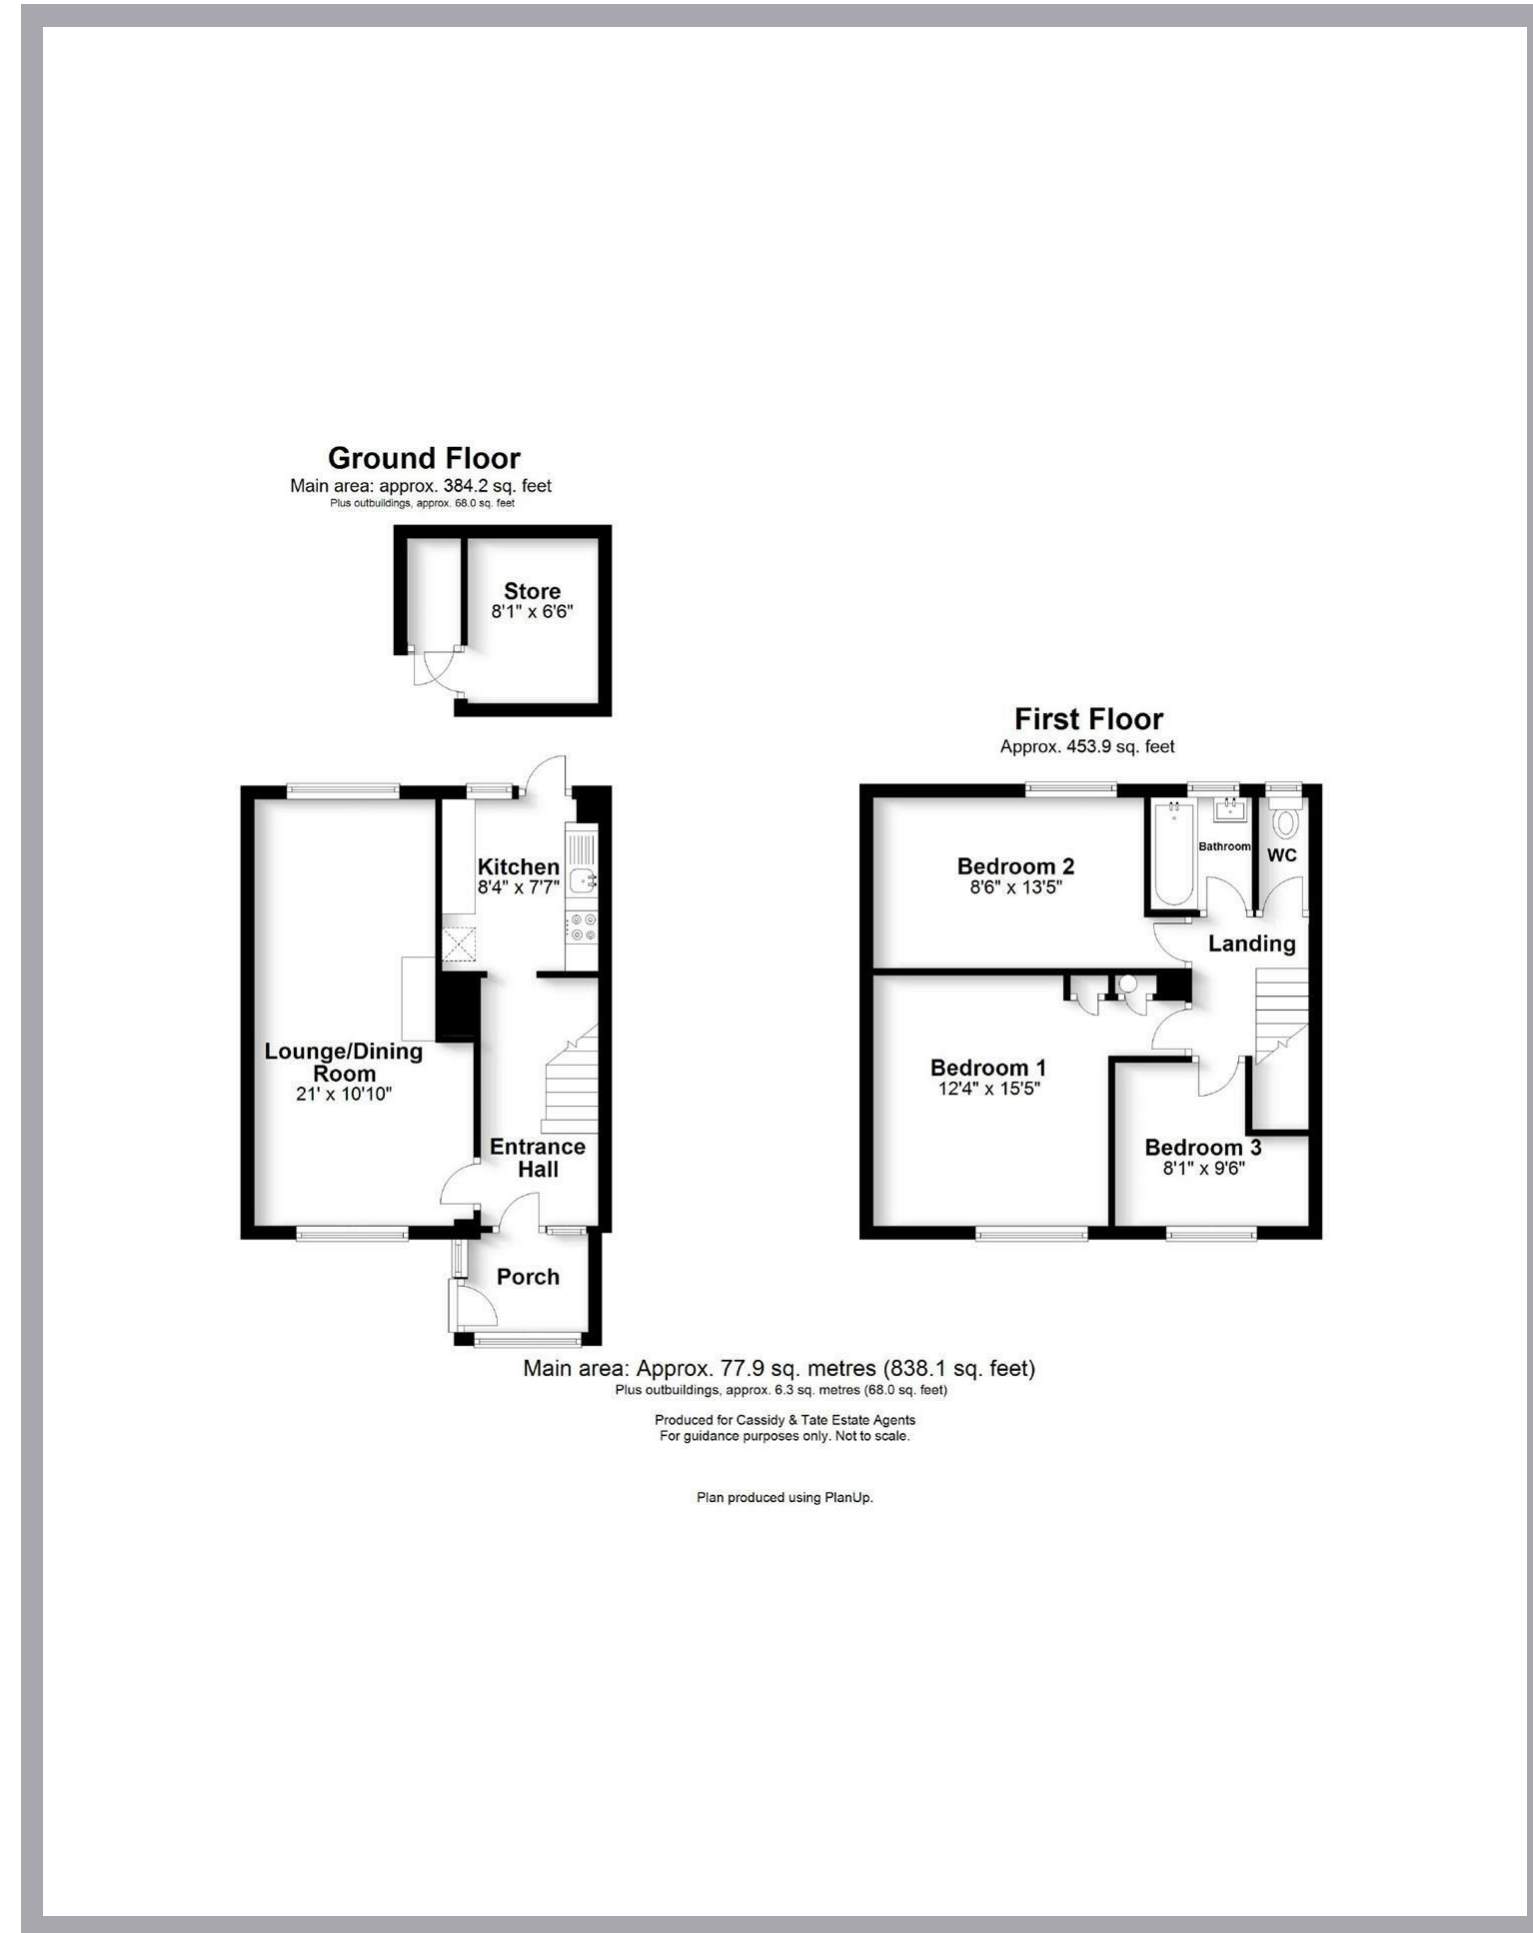 Ground Floor
Main area: approx. 384.2 sq. feet
Plus outbuildings, approx. 68.0 sq. feet
Store
8'1" x 6'6"
Kitchen
8'4" x 7'7"
Lounge/Dining
Room
21' x 10'10"
Entrance
Hall
Porch
First Floor
Approx. 453.9 sq. feet
Bedroom 2
8'6" x 13'5"
Bathroom
WC
Landing
Bedroom 1
12'4" x 15'5"
Bedroom 3
8'1" x 9'6"
Main area: Approx. 77.9 sq. metres (838.1 sq. feet)
Plus outbuildings, approx. 6.3 sq. metres (68.0 sq. feet)
Produced for Cassidy & Tate Estate Agents
For guidance purposes only. Not to scale.
Plan produced using PlanUp.